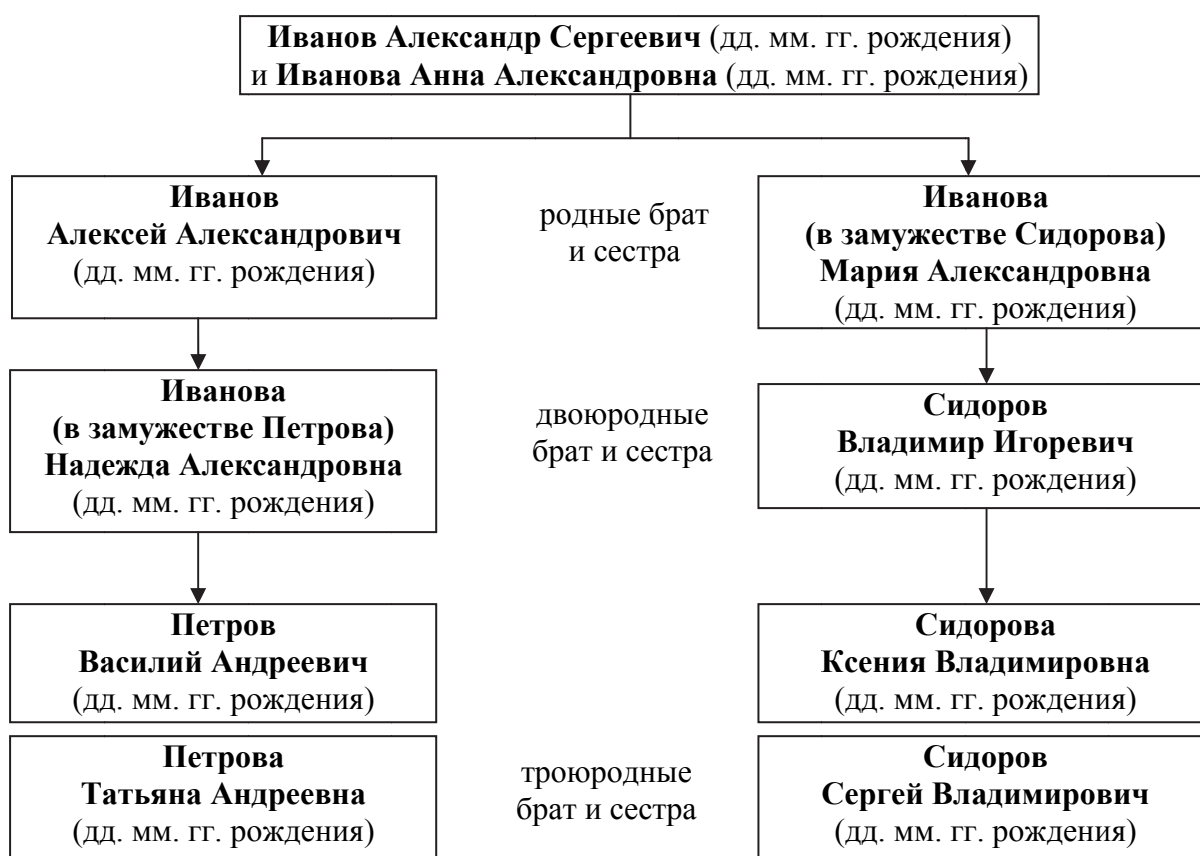 Иванов Александр Сергеевич (дд. мм. гг. рождения)
и Иванова Анна Александровна (дд. мм. гг. рождения)
Иванов
Алексей Александрович
(дд. мм. гг. рождения)
родные брат
и сестра
Иванова
(в замужестве Сидорова)
Мария Александровна
(дд. мм. гг. рождения)
Иванова
(в замужестве Петрова)
Надежда Александровна
(дд. мм. гг. рождения)
двоюродные
брат и сестра
Сидоров
Владимир Игоревич
(дд. мм. гг. рождения)
Петров
Василий Андреевич
(дд. мм. гг. рождения)
Сидорова
Ксения Владимировна
(дд. мм. гг. рождения)
Петрова
Татьяна Андреевна
(дд. мм. гг. рождения)
троюродные
брат и сестра
Сидоров
Сергей Владимирович
(дд. мм. гг. рождения)